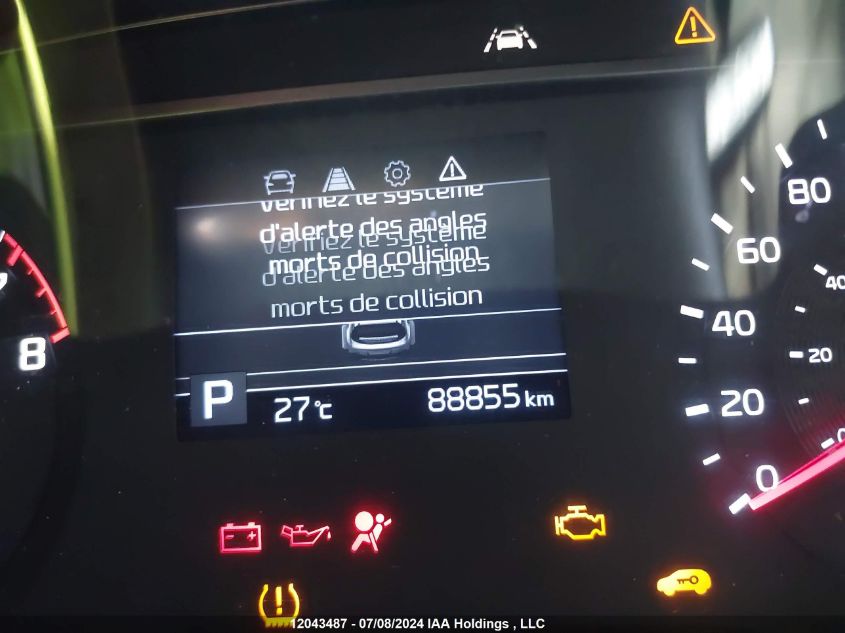 Vérifiez le système
d'alerte des angles
Vérifiez le système
morts de collision
d'alerte des angles
morts de collision
P
27°C
88855 km
8
80
60
40
20
0
40
20
0
12043487 - 07/08/2024 IAA Holdings , LLC